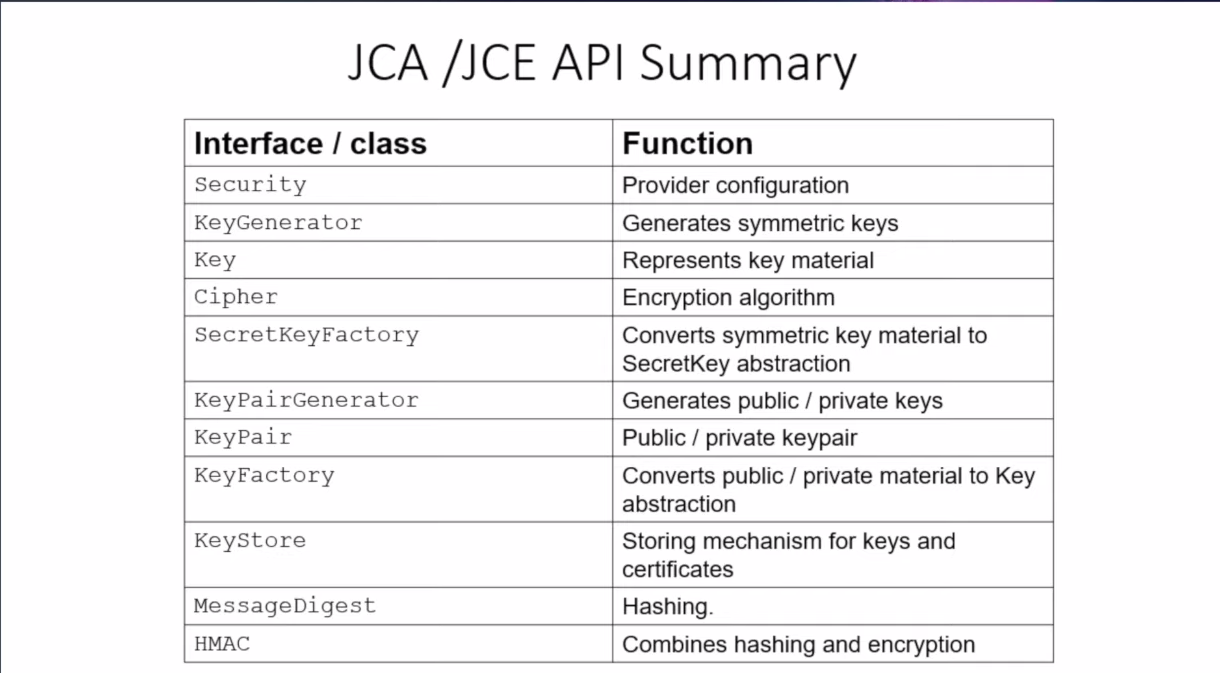 JCA /JCE API Summary
Interface / class
Function
Security
Provider configuration
KeyGenerator
Generates symmetric keys
Key
Represents key material
Cipher
Encryption algorithm
SecretKeyFactory
Converts symmetric key material to
SecretKey abstraction
KeyPairGenerator
Generates public / private keys
KeyPair
Public / private keypair
KeyFactory
Converts public / private material to Key
abstraction
KeyStore
Storing mechanism for keys and
certificates
MessageDigest
Hashing.
HMAC
Combines hashing and encryption